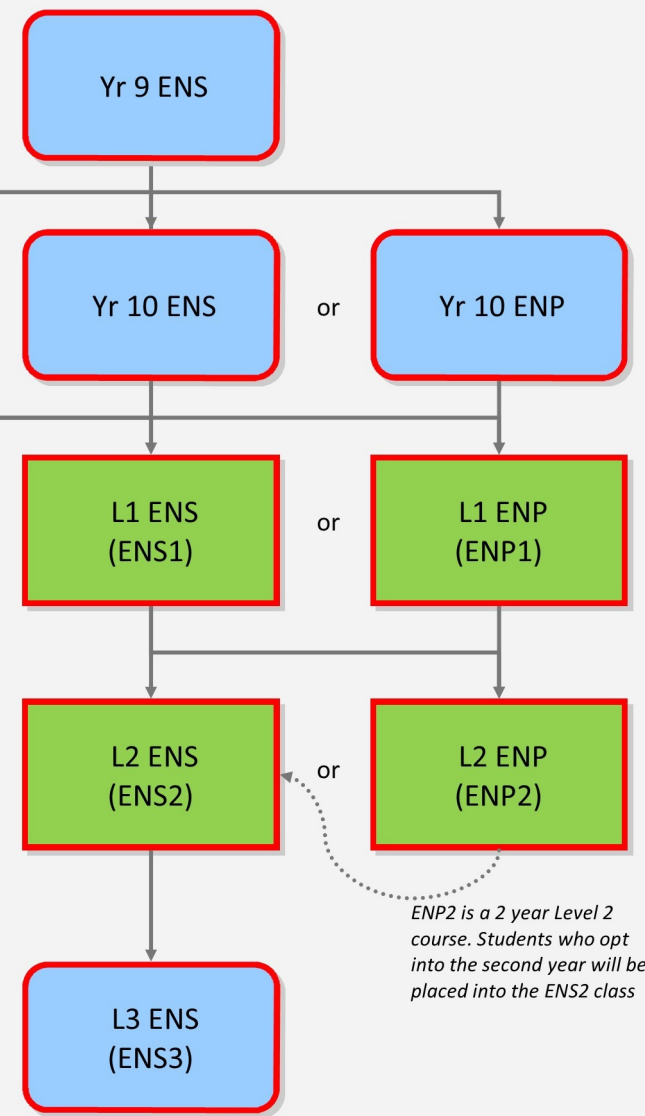 Yr 9 ENS
Yr 10 ENS
or
Yr 10 ENP
L1 ENS
(ENS1)
or
L1 ENP
(ENP1)
L2 ENS
(ENS2)
or
L2 ENP
(ENP2)
ENP2 is a 2 year Level 2
course. Students who opt
into the second year will be
placed into the ENS2 class
L3 ENS
(ENS3)